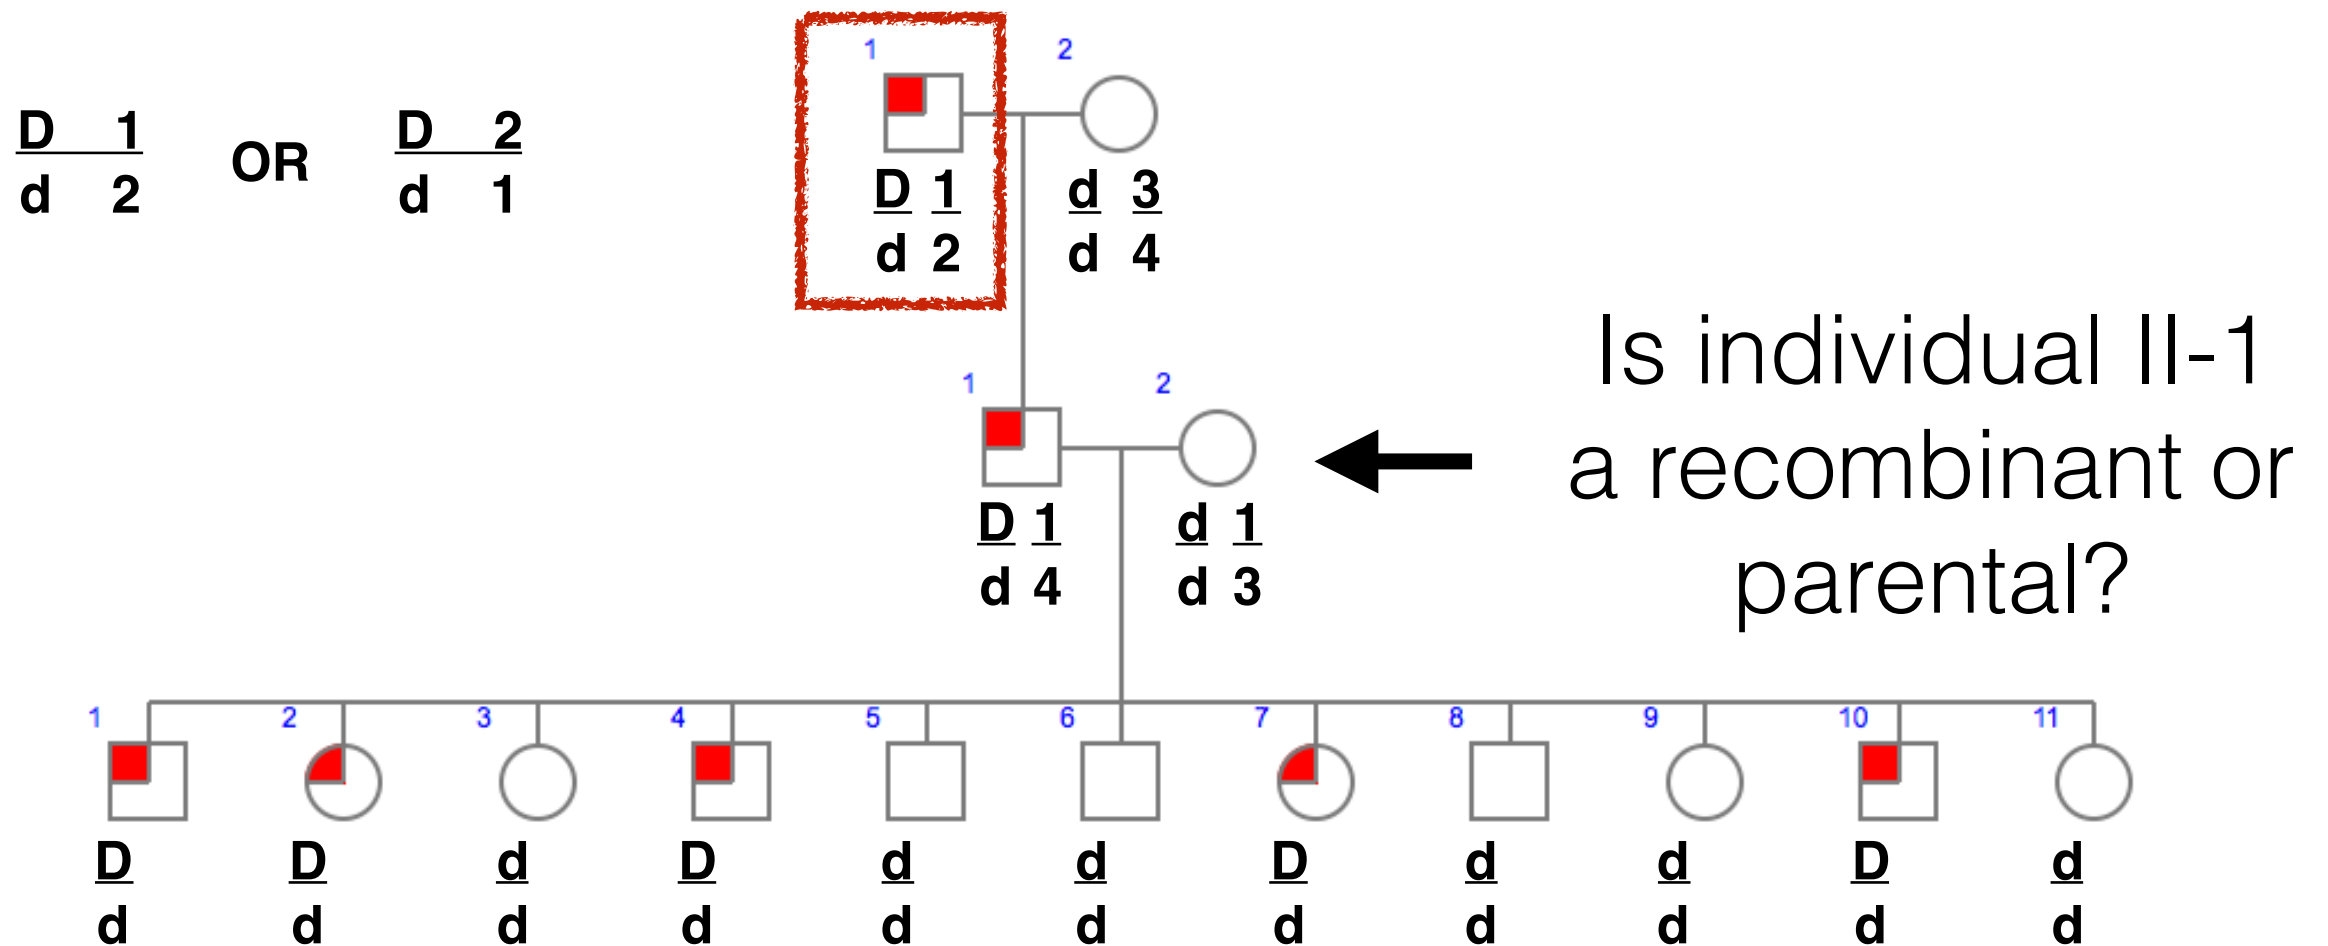 1 2
D 1 OR D 2
d 2 d 1
D 1 d 3
d 2 d 4
Is individual II-1
a recombinant or
parental?
1 2
D 1 d 1
d 4 d 3
1 2 3 4 5 6 7 8 9 10 11
D D d D d d D d d D d
d d d d d d d d d d d